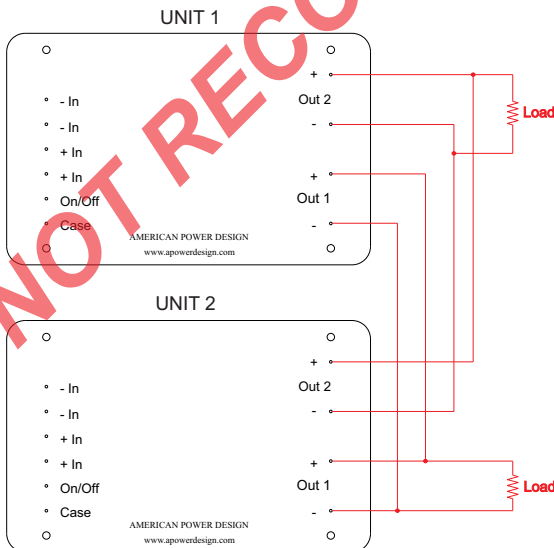 UNIT 1
+
Out 2
- In
- In
-
+ In
+
+ In
Out 1
On/Off
Case
-
AMERICAN POWER DESIGN
www.apowerdesign.com
Load
NOT RECO
UNIT 2
+
Out 2
- In
- In
-
+ In
+
+ In
Out 1
On/Off
Case
-
AMERICAN POWER DESIGN
www.apowerdesign.com
Load